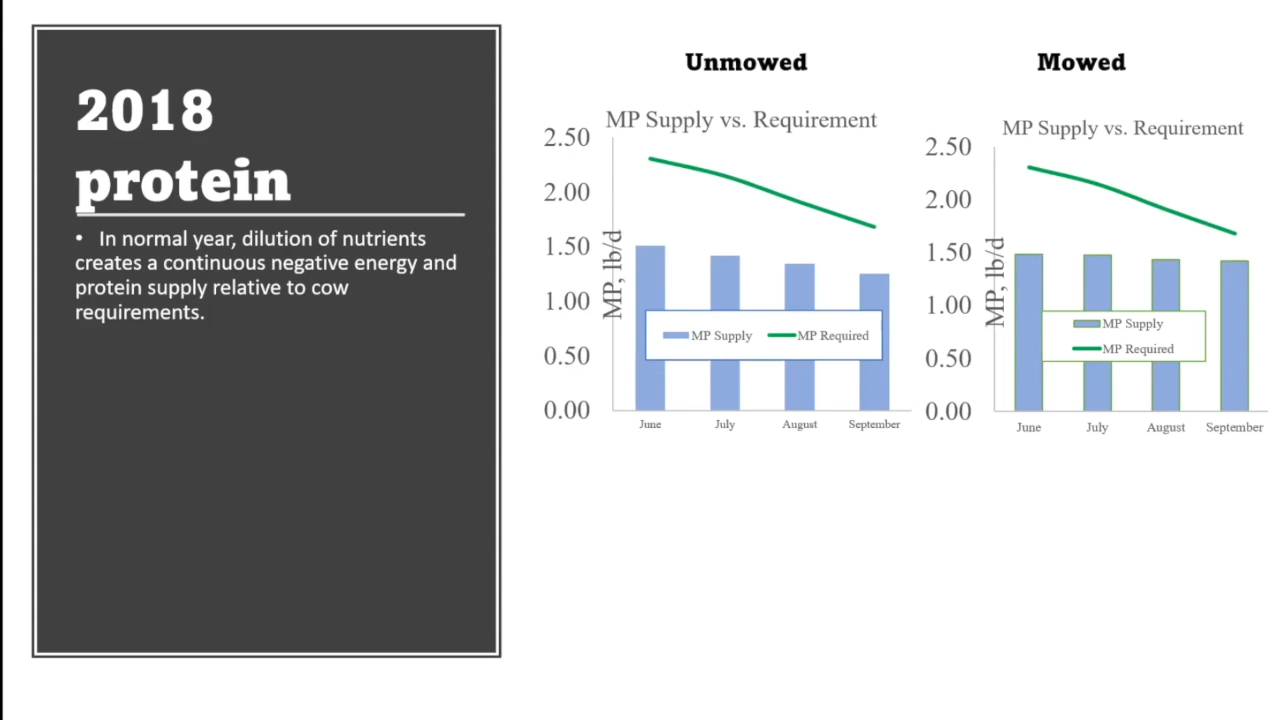 2018
protein
• In normal year, dilution of nutrients
creates a continuous negative energy and
protein supply relative to cow
requirements.
Unmowed
MP Supply vs. Requirement
2.50
2.00
1.50
1.00
0.50
0.00
MP, lb/d
MP Supply
MP Required
June
July
August
September
Mowed
MP Supply vs. Requirement
2.50
2.00
1.50
1.00
0.50
0.00
MP, lb/d
MP Supply
MP Required
June
July
August
September